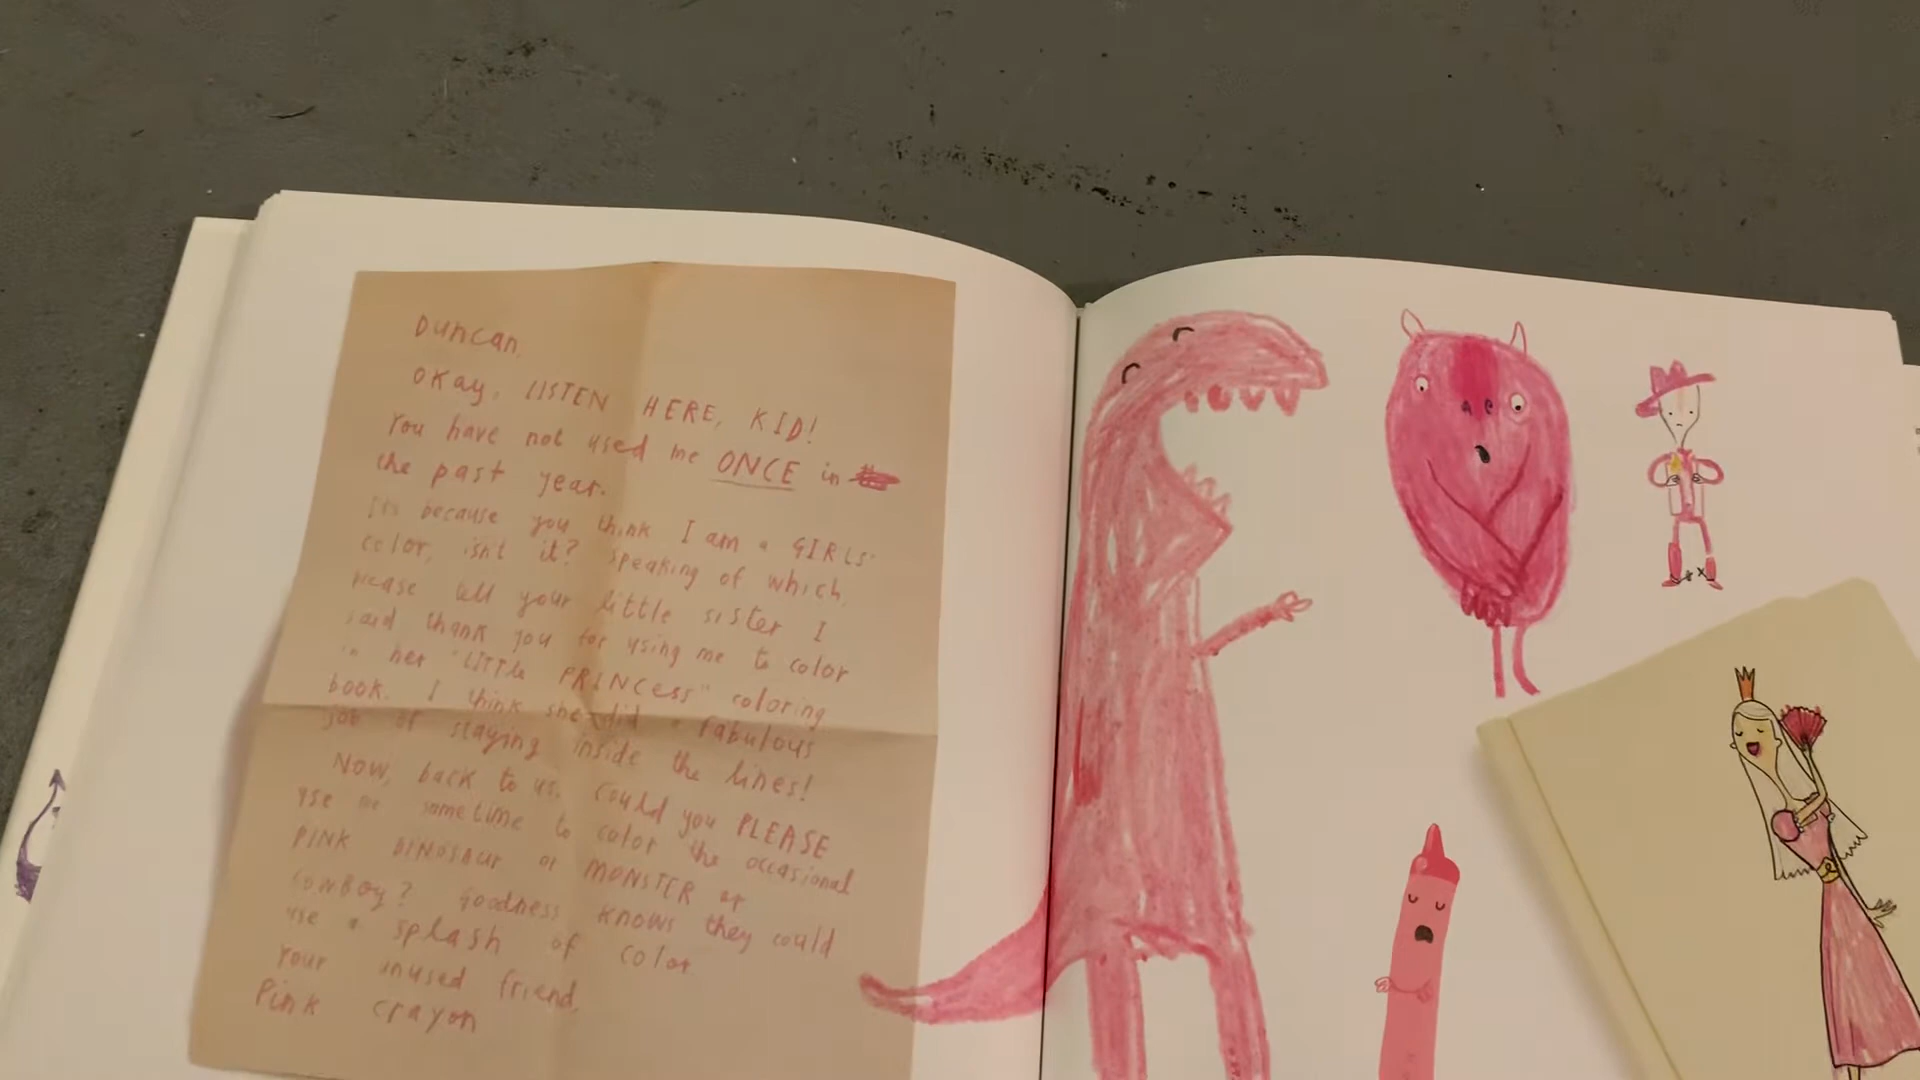 Duncan,
Okay, LISTEN HERE, KID!
You have not used me ONCE in
the past year.
It's because you think I am a GIRLS'
color, isn't it? Speaking of which,
please tell your little sister I
said thank you for using me to color
in her "LITTLE PRINCESS" coloring
book. I think she did a fabulous
job of staying inside the lines!
Now, back to us. Could you PLEASE
use me sometime to color the occasional
PINK DINOSAUR or MONSTER or
COWBOY? Goodness knows they could
use a splash of color.
Your unused friend,
Pink crayon